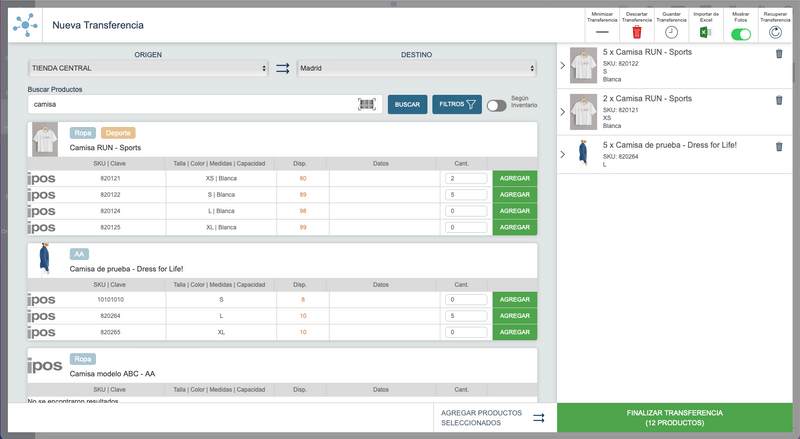 Nueva Transferencia
Minimizar
Transferencia
Descartar
Transferencia
Guardar
Transferencia
Importar de
Excel
Mostrar
Fotos
Recuperar
Transferencia
ORIGEN
DESTINO
TIENDA CENTRAL
Madrid
Buscar Productos
camisa
BUSCAR
FILTROS
Según
Inventario
Ropa
Deporte
Camisa RUN - Sports
SKU | Clave Talla | Color | Medidas | Capacidad Disp. Datos Cant.
ipos 820121 XS | Blanca 80 2 AGREGAR
ipos 820122 S | Blanca 89 5 AGREGAR
ipos 820124 L | Blanca 98 0 AGREGAR
ipos 820125 XL | Blanca 99 0 AGREGAR
AA
Camisa de prueba - Dress for Life!
SKU | Clave Talla | Color | Medidas | Capacidad Disp. Datos Cant.
ipos 10101010 S 8 0 AGREGAR
ipos 820264 L 10 5 AGREGAR
ipos 820265 XL 10 0 AGREGAR
ipos
Ropa
Camisa modelo ABC - AA
SKU | Clave Talla | Color | Medidas | Capacidad Disp. Datos Cant.
No se encontraron resultados
5 x Camisa RUN - Sports
SKU: 820122
S
Blanca
2 x Camisa RUN - Sports
SKU: 820121
XS
Blanca
5 x Camisa de prueba - Dress for Life!
SKU: 820264
L
AGREGAR PRODUCTOS
SELECCIONADOS
FINALIZAR TRANSFERENCIA
(12 PRODUCTOS)